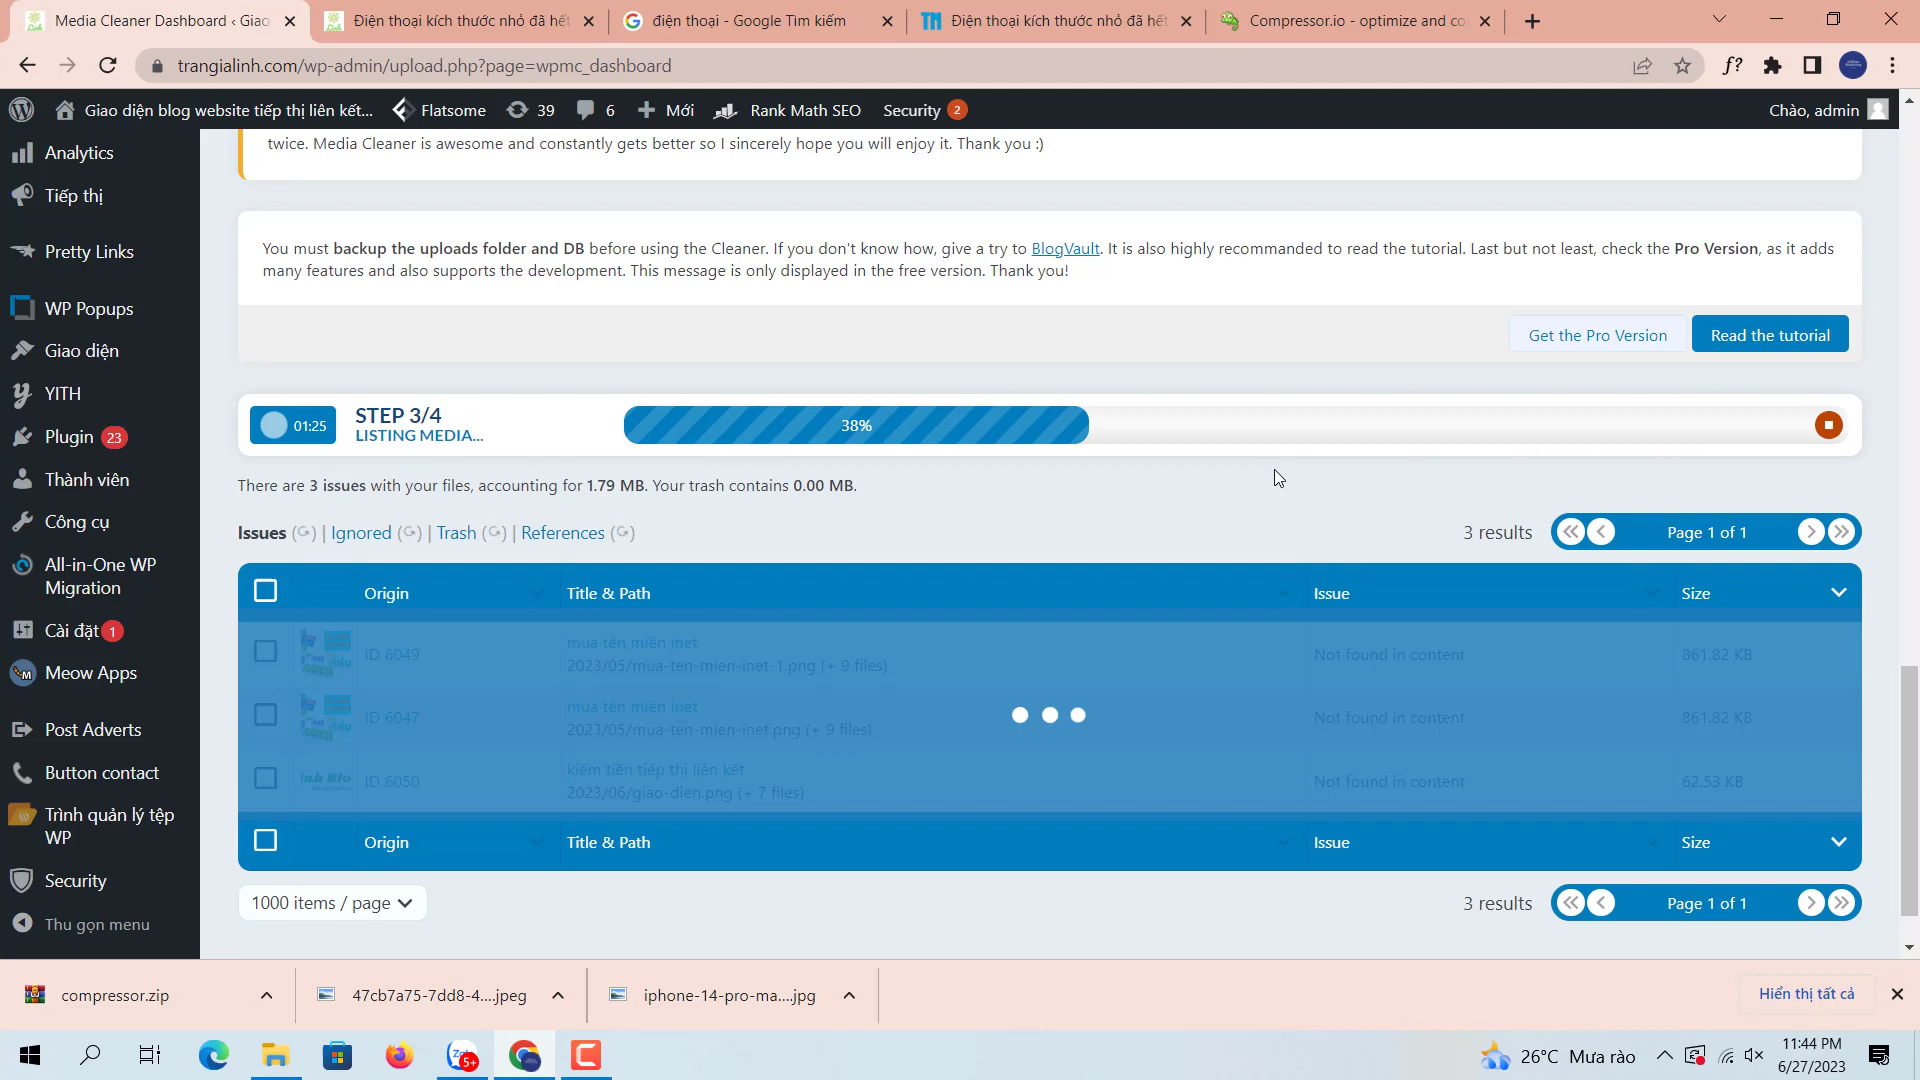 Media Cleaner Dashboard ‹ Giao
Điện thoại kích thước nhỏ đã hết
điện thoại - Google Tìm kiếm
Điện thoại kích thước nhỏ đã hết
Compressor.io - optimize and co
trangialinh.com/wp-admin/upload.php?page=wpmc_dashboard
f?
Giao diện blog website tiếp thị liên kết...
Flatsome
39
6
Mới
Rank Math SEO
Security 2
Chào, admin
Analytics
Tiếp thị
Pretty Links
WP Popups
Giao diện
YITH
Plugin 23
Thành viên
Công cụ
All-in-One WP
Migration
Cài đặt 1
Meow Apps
Post Adverts
Button contact
Trình quản lý tệp
WP
Security
Thu gọn menu
twice. Media Cleaner is awesome and constantly gets better so I sincerely hope you will enjoy it. Thank you :)
You must backup the uploads folder and DB before using the Cleaner. If you don't know how, give a try to BlogVault. It is also highly recommanded to read the tutorial. Last but not least, check the Pro Version, as it adds
many features and also supports the development. This message is only displayed in the free version. Thank you!
Get the Pro Version
Read the tutorial
01:25
STEP 3/4
LISTING MEDIA...
38%
There are 3 issues with your files, accounting for 1.79 MB. Your trash contains 0.00 MB.
Issues | Ignored | Trash | References
3 results
Page 1 of 1
Origin
Title & Path
Issue
Size
ID 6049
mua tên miền inet
2023/05/mua-ten-mien-inet-1.png (+ 9 files)
Not found in content
861.82 KB
ID 6047
mua tên miền inet
2023/05/mua-ten-mien-inet.png (+ 9 files)
Not found in content
861.82 KB
ID 6050
kiếm tiền tiếp thị liên kết
2023/06/giao-dien.png (+ 7 files)
Not found in content
62.53 KB
Origin
Title & Path
Issue
Size
1000 items / page
3 results
Page 1 of 1
compressor.zip
47cb7a75-7dd8-4....jpeg
iphone-14-pro-ma....jpg
Hiển thị tất cả
5+
26°C Mưa rào
11:44 PM
6/27/2023